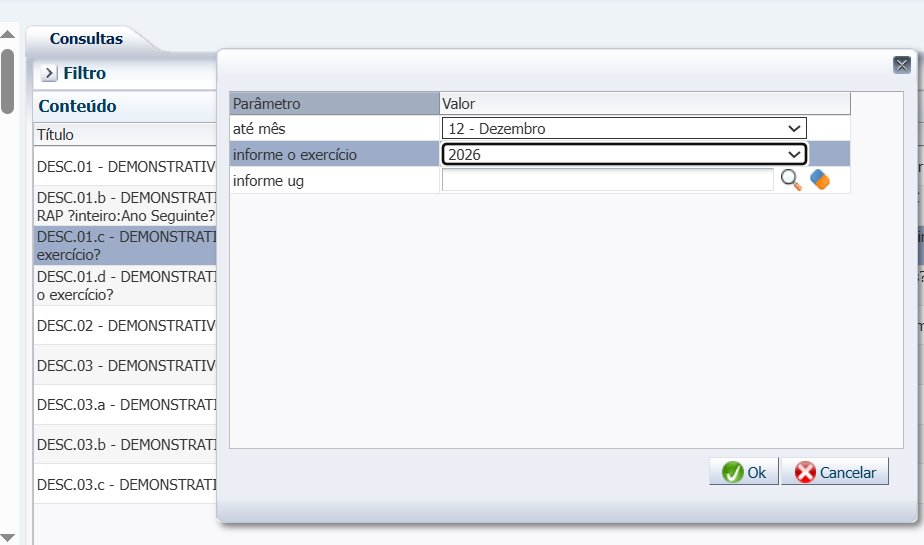 Consultas
Filtro
Conteúdo
Título
DESC.01 - DEMONSTRATIV
DESC.01.b - DEMONSTRATI
RAP ?inteiro:Ano Seguinte?
DESC.01.c - DEMONSTRATI
exercício?
DESC.01.d - DEMONSTRATI
o exercício?
DESC.02 - DEMONSTRATIV
DESC.03 - DEMONSTRATIV
DESC.03.a - DEMONSTRATI
DESC.03.b - DEMONSTRATI
DESC.03.c - DEMONSTRATI
Parâmetro Valor
até mês 12 - Dezembro
informe o exercício 2026
informe ug
Ok Cancelar